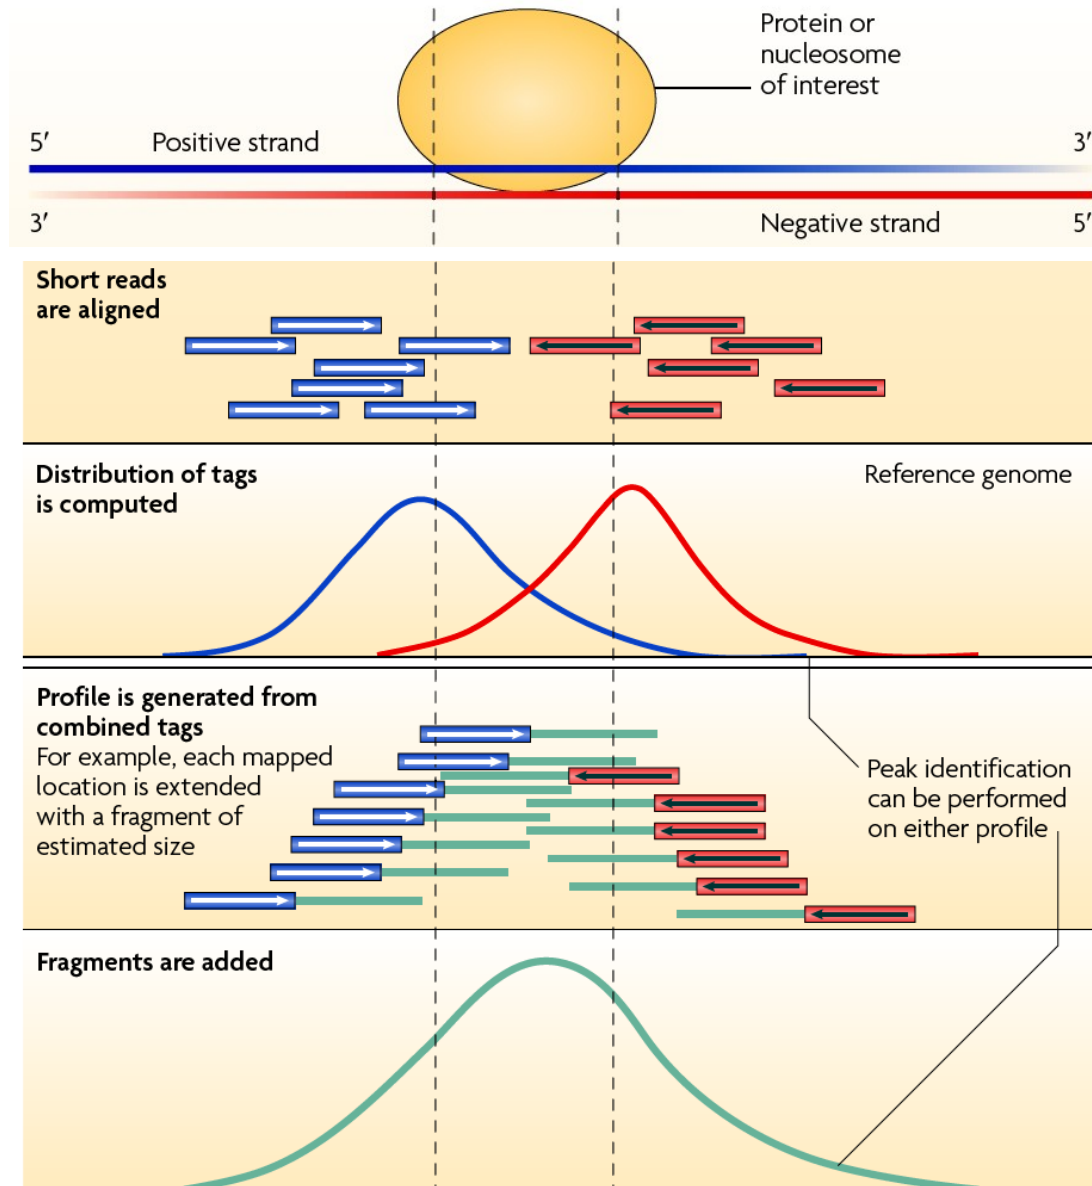 Protein or
nucleosome
of interest
5′
Positive strand
3′
3′
Negative strand
5′
Short reads
are aligned
Distribution of tags
is computed
Reference genome
Profile is generated from
combined tags
For example, each mapped
location is extended
with a fragment of
estimated size
Peak identification
can be performed
on either profile
Fragments are added